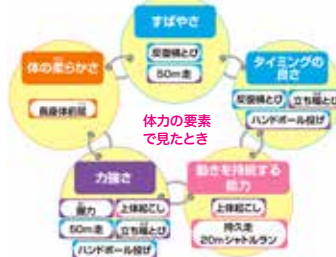 すばやさ
反復横とび
50m走
タイミングの
良さ
反復横とび 立ち幅とび
ハンドボール投げ
体の柔らかさ
長座体前屈
体力の要素
で見たとき
力強さ
握力 上体起こし
50m走 立ち幅とび
ハンドボール投げ
動きを持続する
能力
上体起こし
持久走
20mシャトルラン